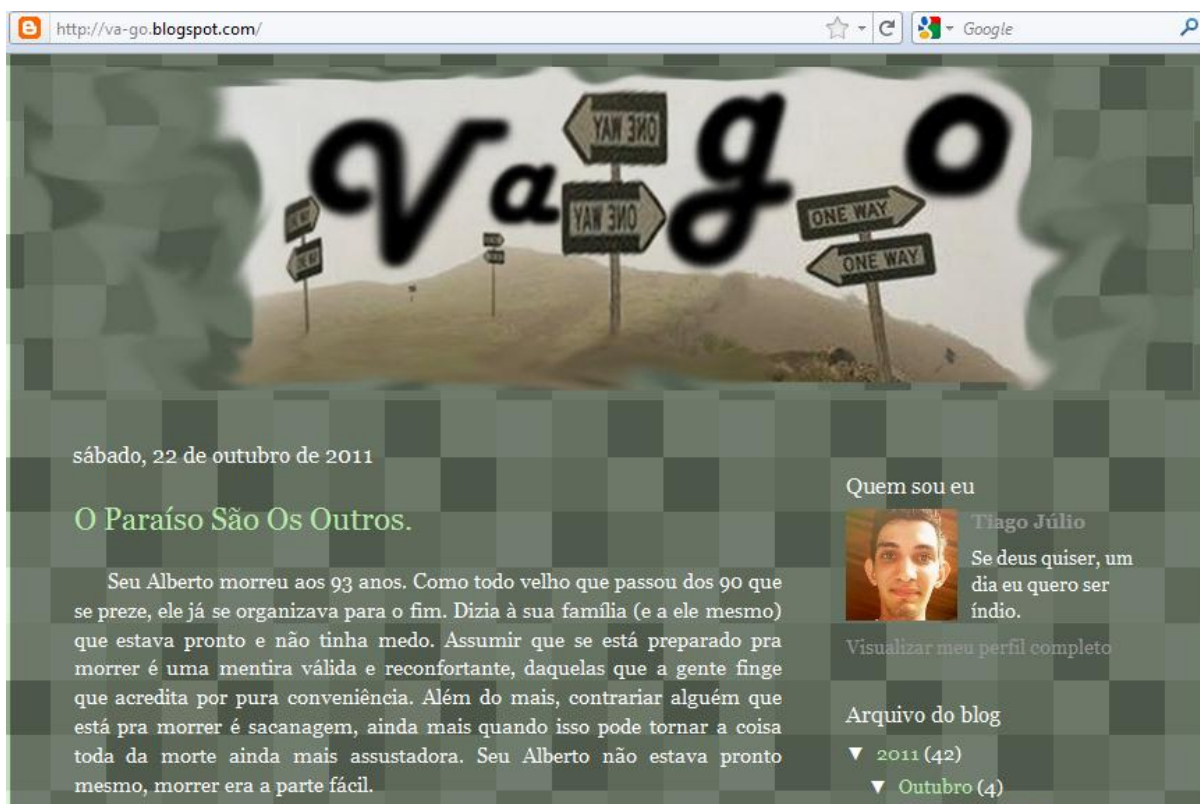 http://va-go.blogspot.com/
Google
Vago
ONE WAY
ONE WAY
ONE WAY
ONE WAY
sábado, 22 de outubro de 2011
O Paraíso São Os Outros.
Seu Alberto morreu aos 93 anos. Como todo velho que passou dos 90 que
se preze, ele já se organizava para o fim. Dizia à sua família (e a ele mesmo)
que estava pronto e não tinha medo. Assumir que se está preparado pra
morrer é uma mentira válida e reconfortante, daquelas que a gente finge
que acredita por pura conveniência. Além do mais, contrariar alguém que
está pra morrer é sacanagem, ainda mais quando isso pode tornar a coisa
toda da morte ainda mais assustadora. Seu Alberto não estava pronto
mesmo, morrer era a parte fácil.
Quem sou eu
Tiago Júlio
Se deus quiser, um
dia eu quero ser
índio.
Visualizar meu perfil completo
Arquivo do blog
▼ 2011 (42)
▼ Outubro (4)